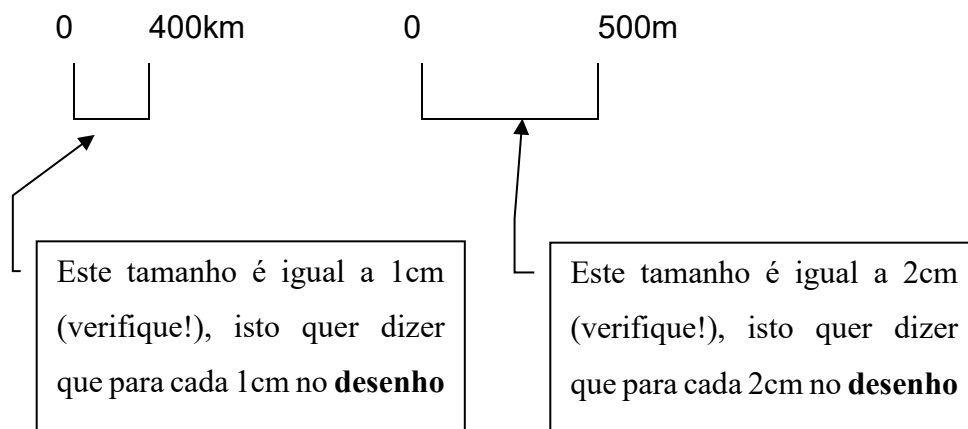 0 400km 0 500m
Este tamanho é igual a 1cm
(verifique!), isto quer dizer
que para cada 1cm no desenho
Este tamanho é igual a 2cm
(verifique!), isto quer dizer
que para cada 2cm no desenho